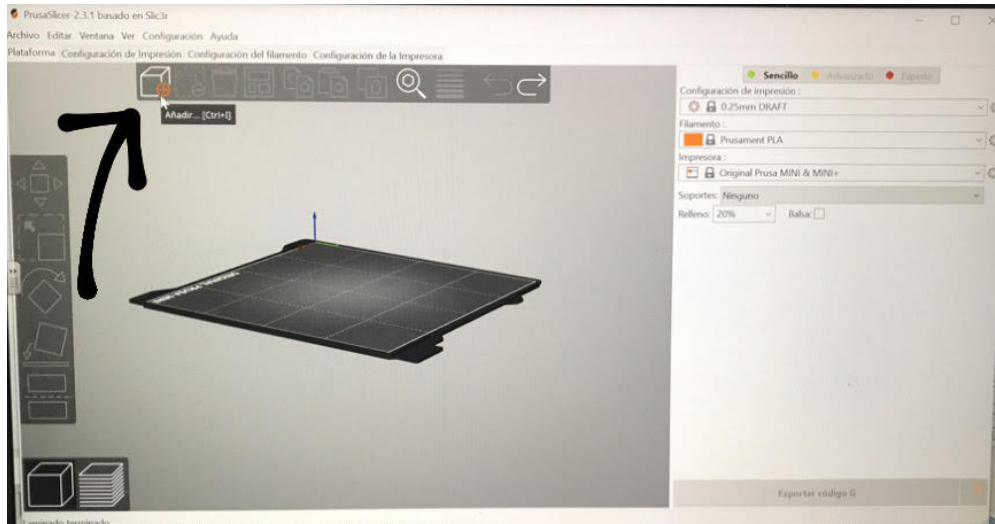 PrusaSlicer-2.3.1 basado en Slic3r
Archivo Editar Ventana Ver Configuración Ayuda
Plataforma Configuración de Impresión Configuración del filamento Configuración de la Impresora
Añadir... [Ctrl+I]
Sencillo Avanzado Experto
Configuración de impresión :
0.25mm DRAFT
Filamento :
Prusament PLA
Impresora :
Original Prusa MINI & MINI+
Soportes: Ninguno
Relleno: 20% Balsa:
Exportar código G
Laminado terminado